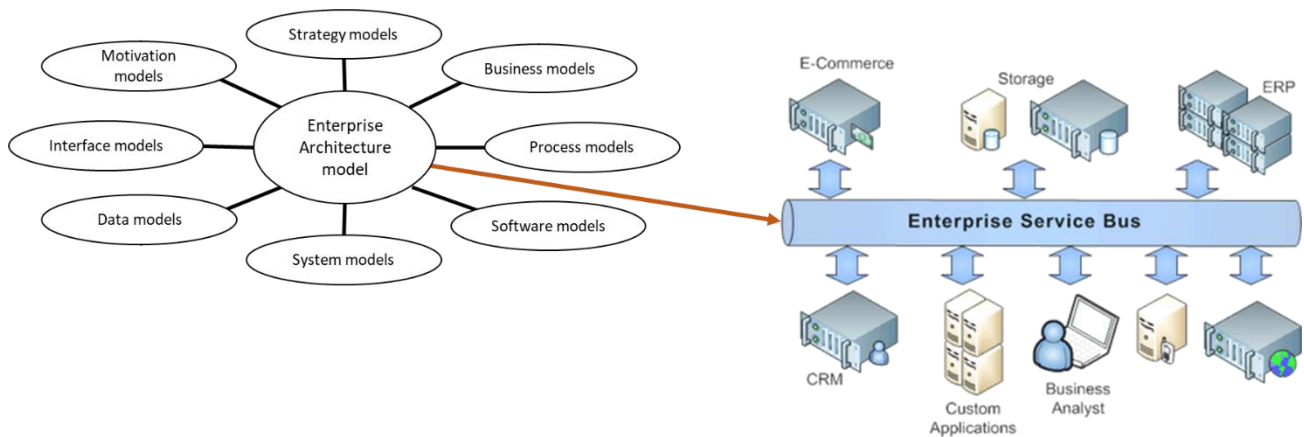 Strategy models
Motivation
models
Business models
Enterprise
Architecture
model
Interface models
Process models
Data models
Software models
System models
E-Commerce
Storage
ERP
Enterprise Service Bus
CRM
Custom
Applications
Business
Analyst